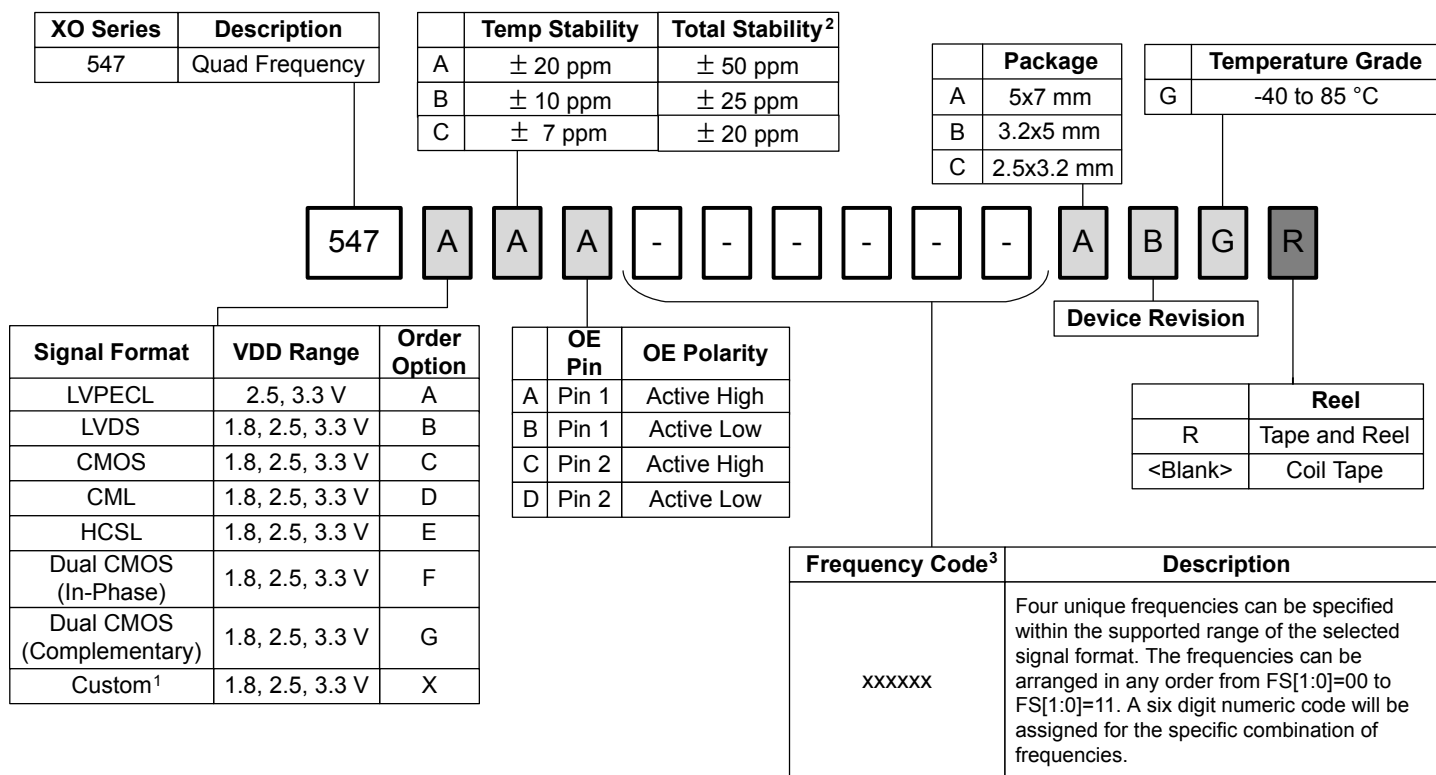 XO Series Description
547 Quad Frequency
Temp Stability Total Stability²
A ± 20 ppm ± 50 ppm
B ± 10 ppm ± 25 ppm
C ± 7 ppm ± 20 ppm
Package
A 5x7 mm
B 3.2x5 mm
C 2.5x3.2 mm
Temperature Grade
G -40 to 85 °C
547 A A A - - - - - - A B G R
Device Revision
Signal Format VDD Range Order
Option
LVPECL 2.5, 3.3 V A
LVDS 1.8, 2.5, 3.3 V B
CMOS 1.8, 2.5, 3.3 V C
CML 1.8, 2.5, 3.3 V D
HCSL 1.8, 2.5, 3.3 V E
Dual CMOS
(In-Phase) 1.8, 2.5, 3.3 V F
Dual CMOS
(Complementary) 1.8, 2.5, 3.3 V G
Custom¹ 1.8, 2.5, 3.3 V X
OE
Pin OE Polarity
A Pin 1 Active High
B Pin 1 Active Low
C Pin 2 Active High
D Pin 2 Active Low
Reel
R Tape and Reel
<Blank> Coil Tape
Frequency Code³ Description
xxxxxx
Four unique frequencies can be specified
within the supported range of the selected
signal format. The frequencies can be
arranged in any order from FS[1:0]=00 to
FS[1:0]=11. A six digit numeric code will be
assigned for the specific combination of
frequencies.